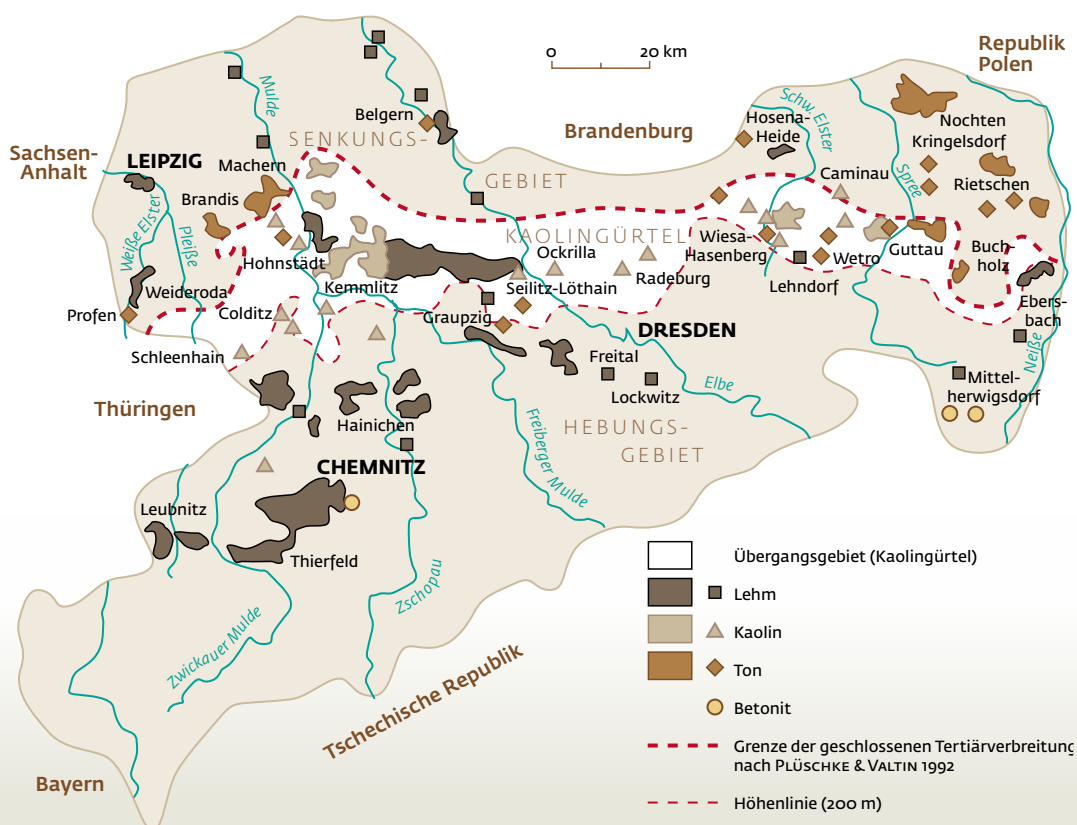 0 20 km
Republik
Polen
Sachsen-
Anhalt
LEIPZIG
Machern
Brandis
Mulde
Belgern
SENKUNGS-
GEBIET
Brandenburg
Hosena-
Heide
Schw. Elster
Nochten
Kringelsdorf
Rietschen
Caminau
Spree
Weiße Elster
Pleiße
Hohnstädt
KAOLINGÜRTEL
Ockrilla
Radeburg
Wiesa-
Hasenberg
Wetro
Lehndorf
Guttau
Buch-
holz
Ebers-
bach
Weideroda
Profen
Colditz
Kemmlitz
Seilitz-Löthain
Graupzig
Schleenhain
DRESDEN
Freital
Lockwitz
Elbe
Neiße
Mittel-
herwigsdorf
Thüringen
Hainichen
Freiberger Mulde
HEBUNGS-
GEBIET
CHEMNITZ
Leubnitz
Thierfeld
Zschopau
Zwickauer Mulde
Tschechische Republik
Bayern
Übergangsgebiet (Kaolingürtel)
Lehm
Kaolin
Ton
Betonit
Grenze der geschlossenen Tertiärverbreitung
nach PLÜSCHKE & VALTIN 1992
Höhenlinie (200 m)